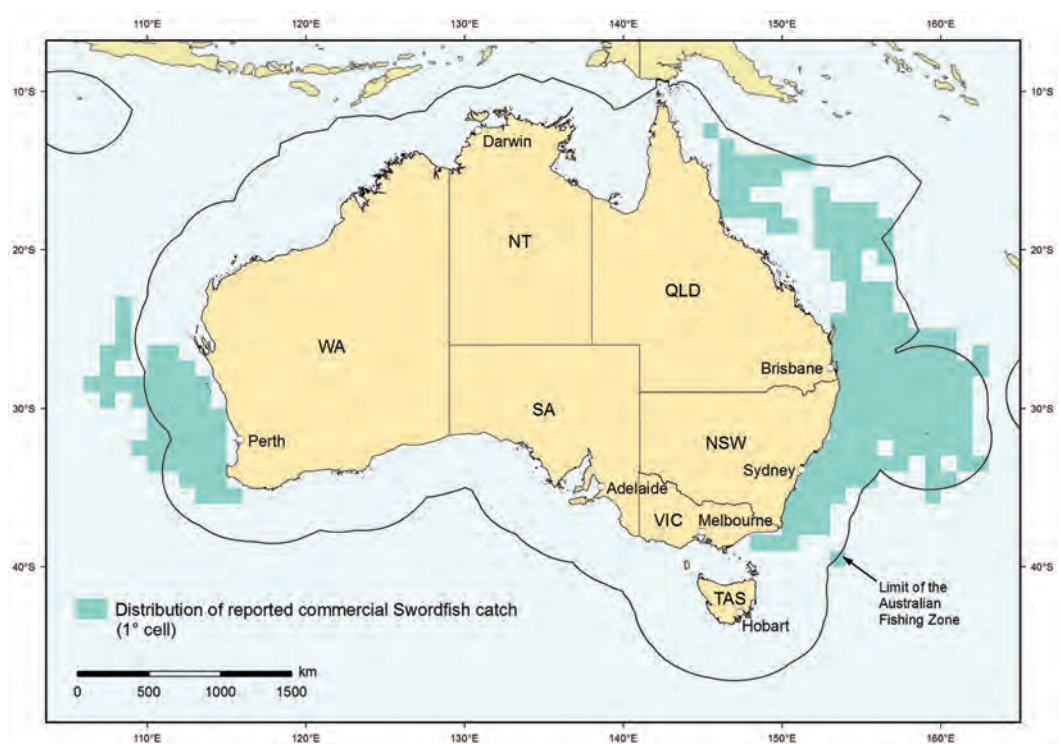 110°E 120°E 130°E 140°E 150°E 160°E
10°S 10°S
Darwin
20°S 20°S
NT
QLD
WA
Brisbane
30°S 30°S
SA
Perth
NSW
Sydney
Adelaide
VIC Melbourne
40°S 40°S
Limit of the
Australian
Fishing Zone
TAS
Hobart
Distribution of reported commercial Swordfish catch
(1° cell)
km
0 500 1000 1500
110°E 120°E 130°E 140°E 150°E 160°E